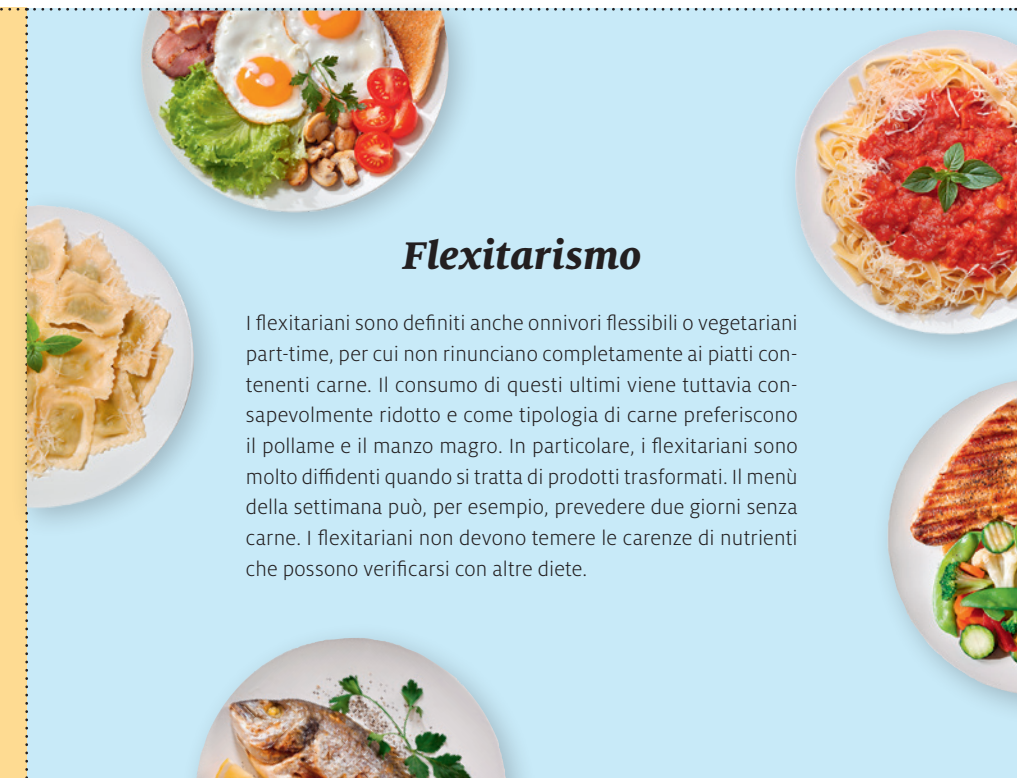 Flexitarismo
I flexitariani sono definiti anche onnivori flessibili o vegetariani
part-time, per cui non rinunciano completamente ai piatti con-
tenenti carne. Il consumo di questi ultimi viene tuttavia con-
sapevolmente ridotto e come tipologia di carne preferiscono
il pollame e il manzo magro. In particolare, i flexitariani sono
molto diffidenti quando si tratta di prodotti trasformati. Il menù
della settimana può, per esempio, prevedere due giorni senza
carne. I flexitariani non devono temere le carenze di nutrienti
che possono verificarsi con altre diete.